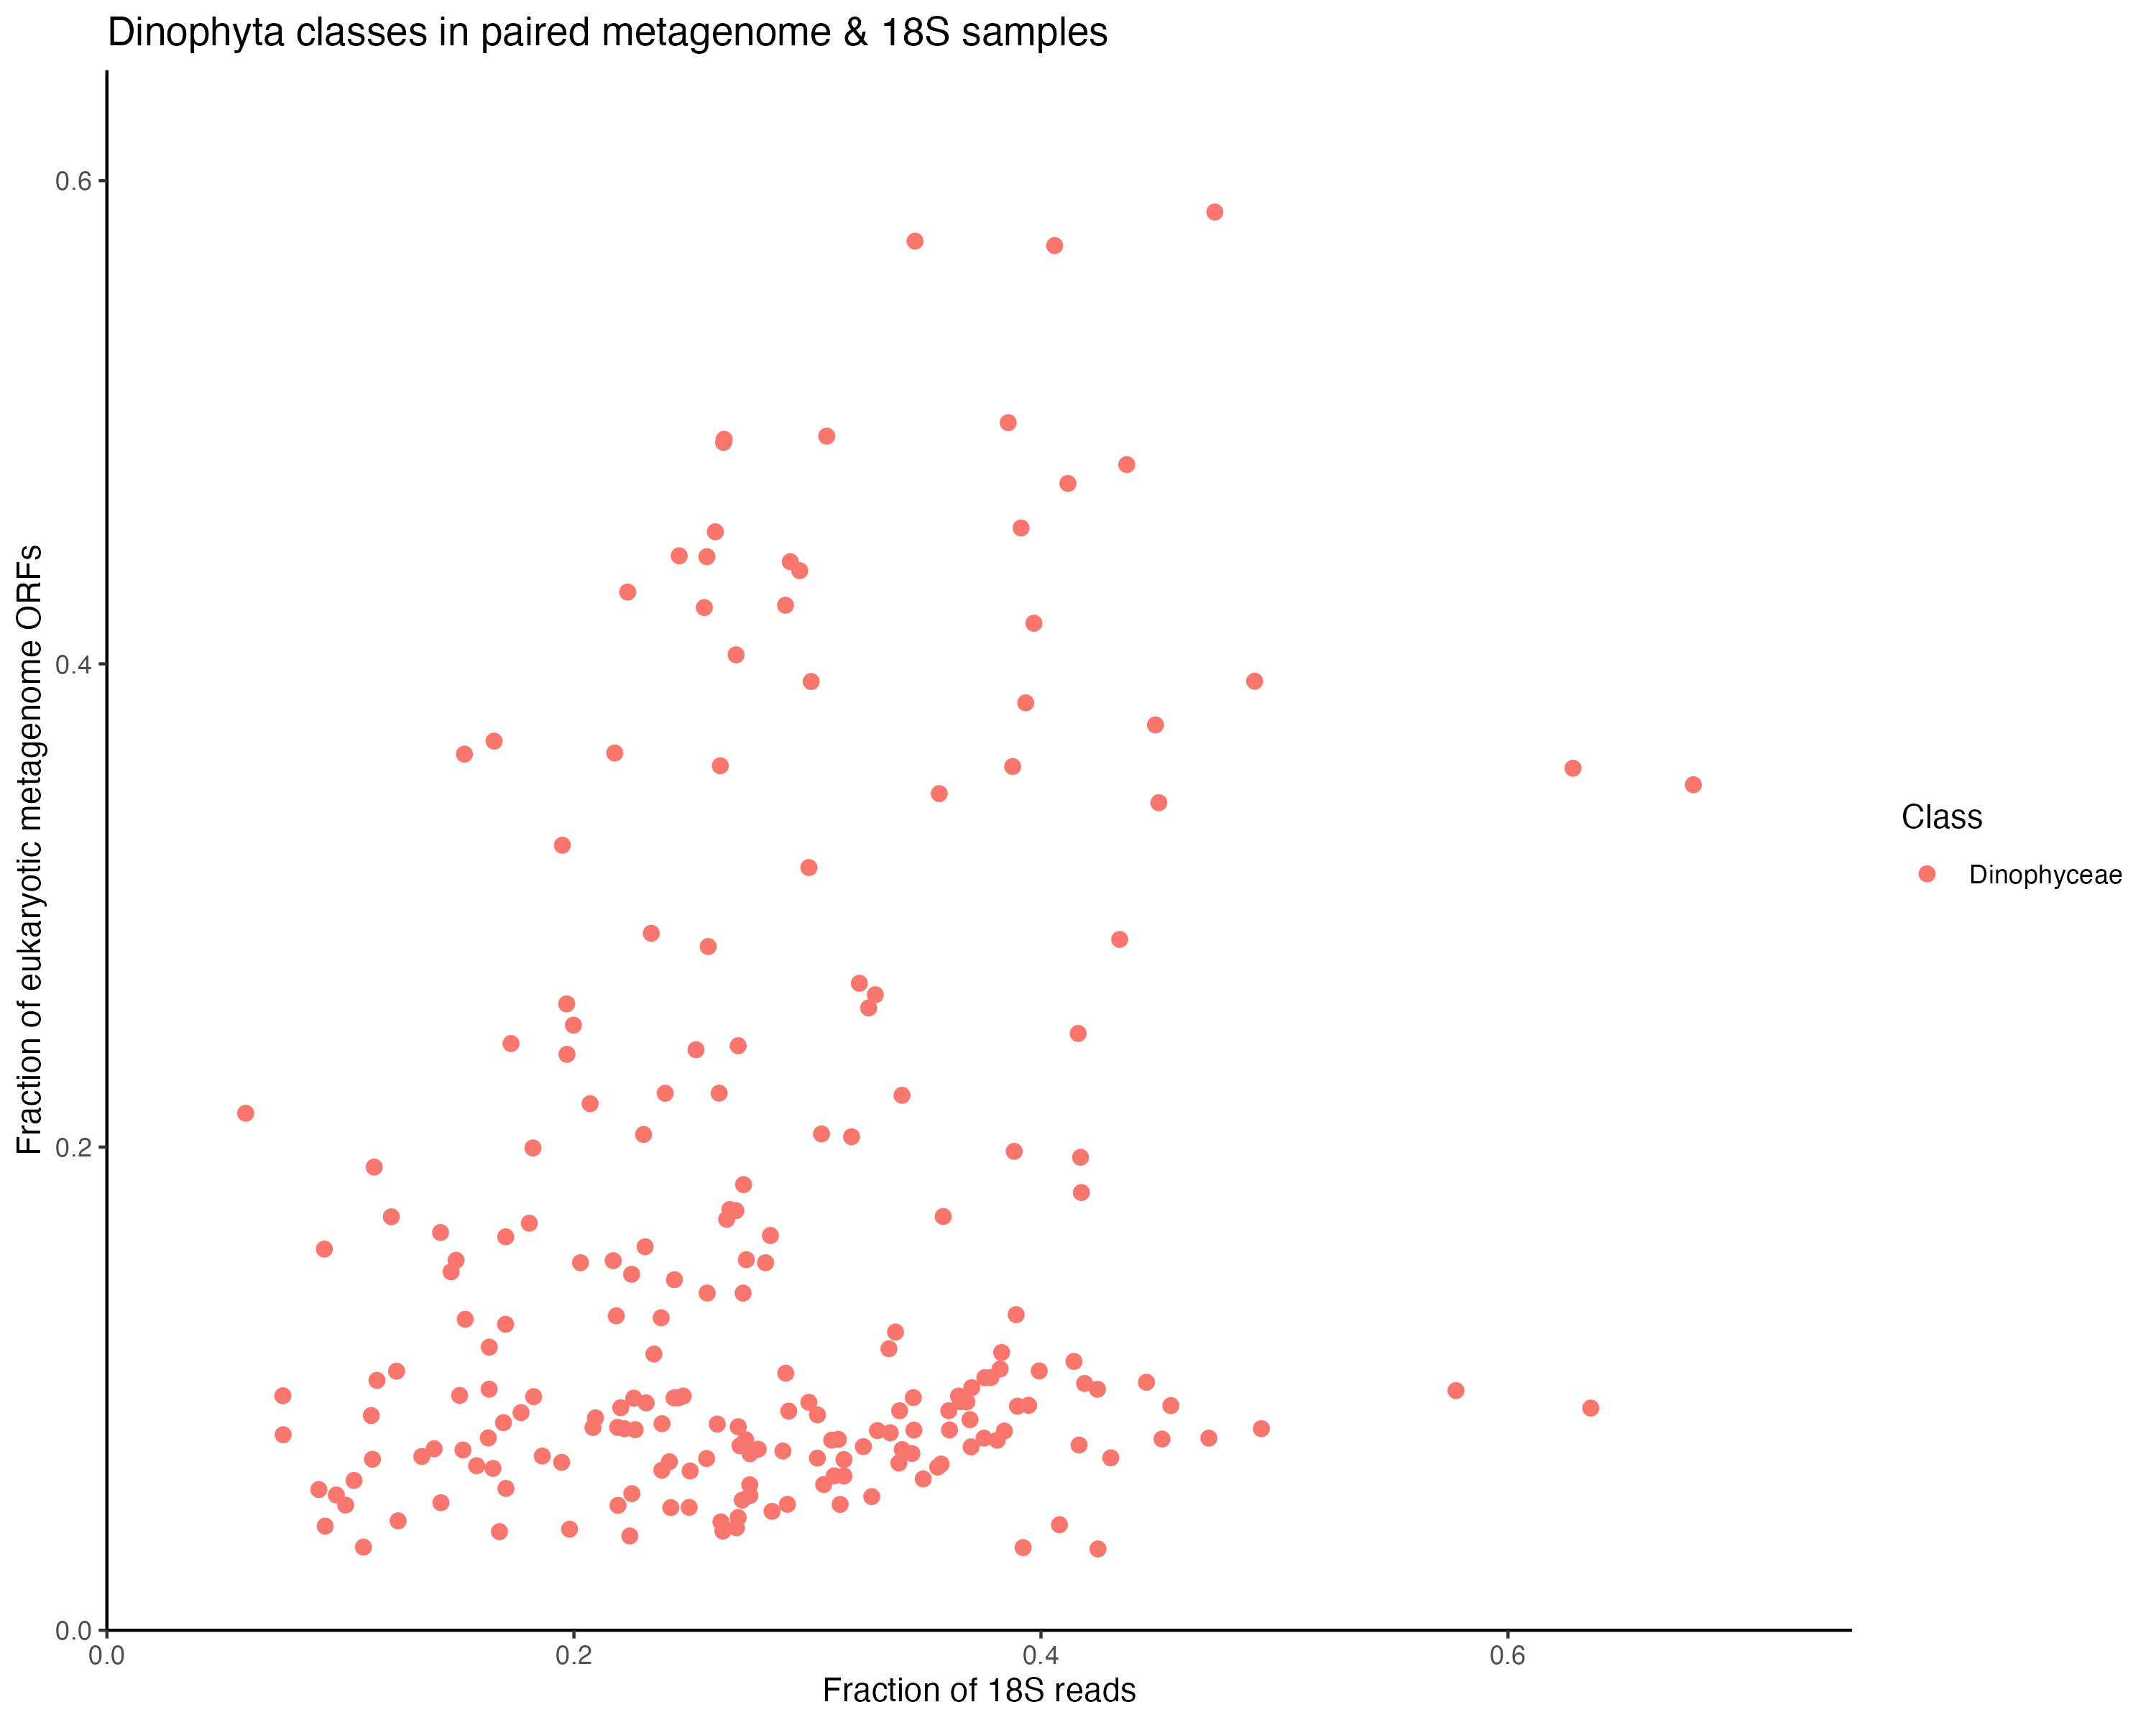 Dinophyta classes in paired metagenome & 18S samples
Fraction of eukaryotic metagenome ORFs
0.6
0.4
0.2
0.0
0.0 0.2 0.4 0.6
Fraction of 18S reads
Class
Dinophyceae